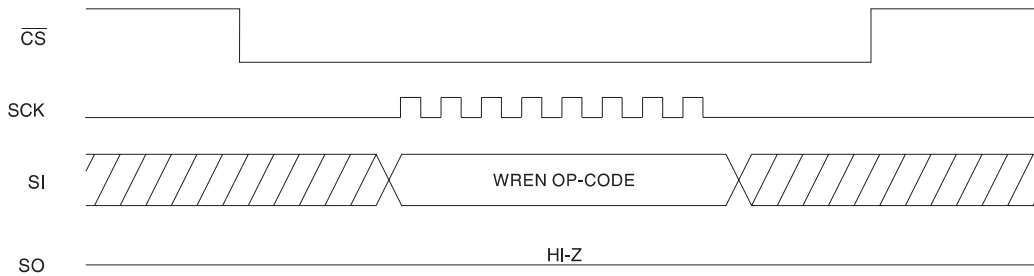 CS
SCK
SI
WREN OP-CODE
HI-Z
SO